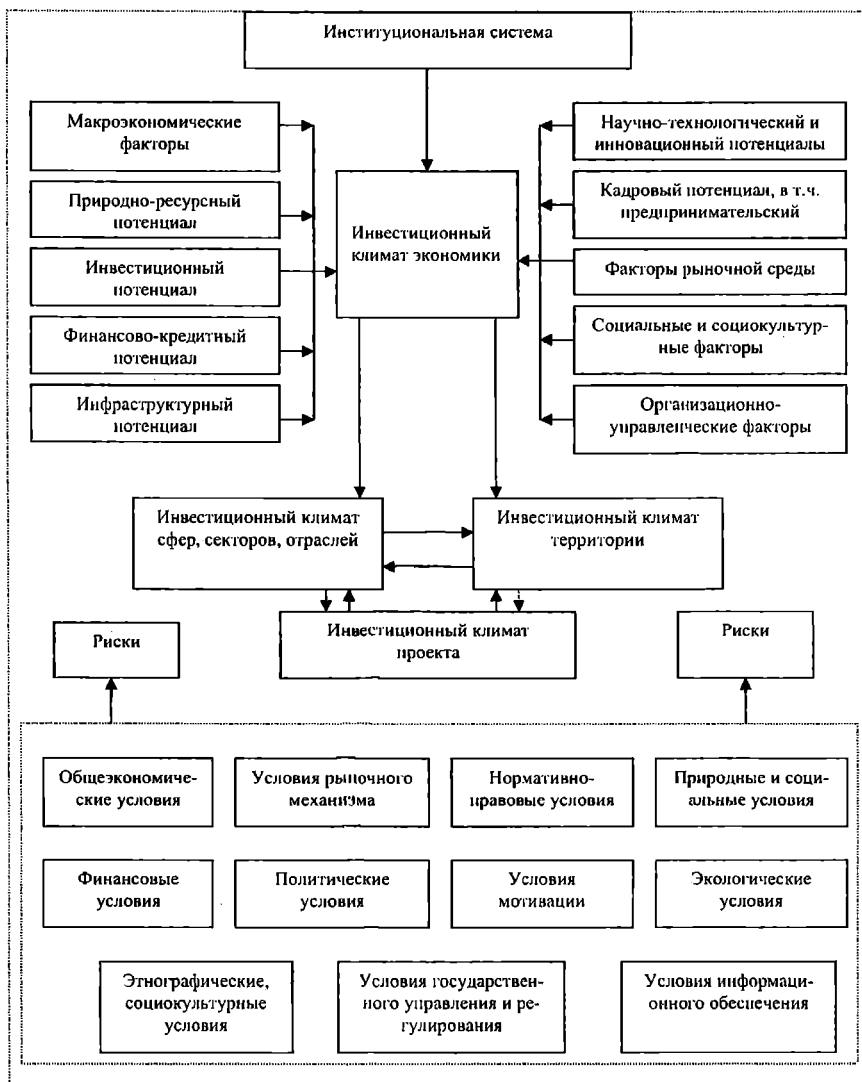 Институциональная система
Макроэкономические
факторы
Природно-ресурсный
потенциал
Инвестиционный
потенциал
Финансово-кредитный
потенциал
Инфраструктурный
потенциал
Инвестиционный
климат экономики
Научно-технологический и
инновационный потенциалы
Кадровый потенциал, в т.ч.
предпринимательский
Факторы рыночной среды
Социальные и социокультур-
ные факторы
Организационно-
управленческие факторы
Инвестиционный климат
сфер, секторов, отраслей
Инвестиционный климат
территории
Инвестиционный климат
проекта
Риски
Риски
Общеэкономиче-
ские условия
Условия рыночного
механизма
Нормативно-
правовые условия
Природные и соци-
альные условия
Финансовые
условия
Политические
условия
Условия
мотивации
Экологические
условия
Этнографические,
социокультурные
условия
Условия государствен-
ного управления и ре-
гулирования
Условия информаци-
онного обеспечения